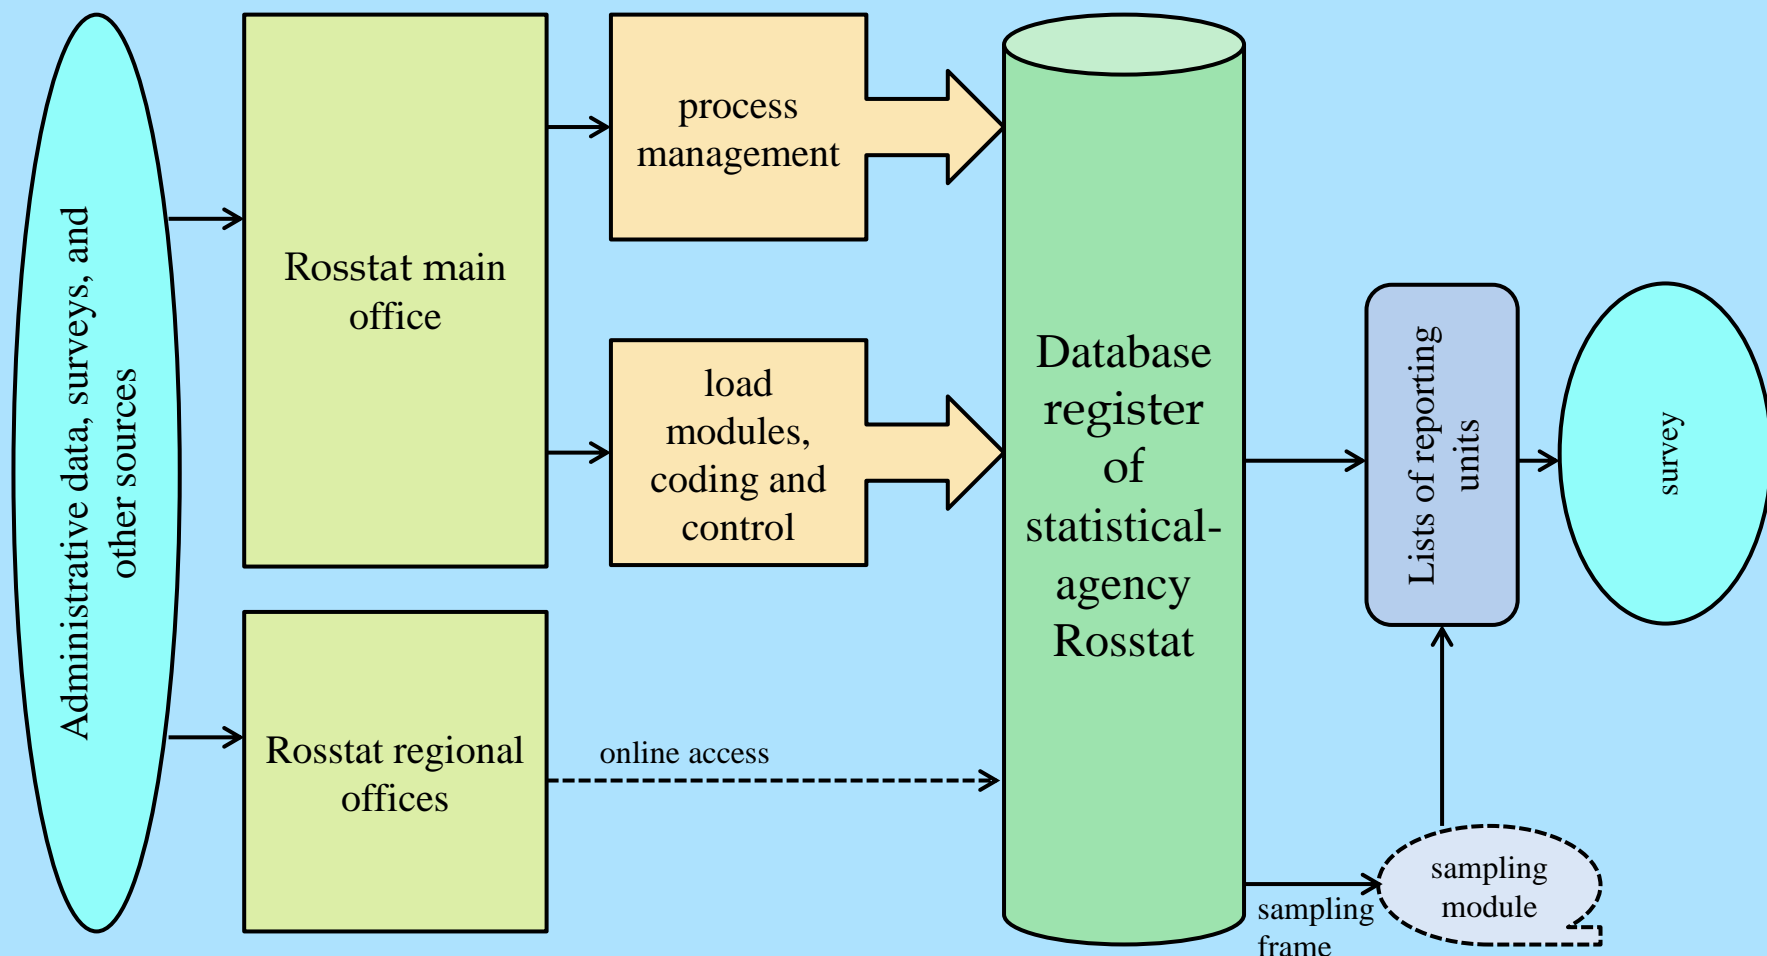 Administrative data, surveys, and
other sources
Rosstat main
office
Rosstat regional
offices
process
management
load
modules,
coding and
control
online access
Database
register
of
statistical-
agency
Rosstat
sampling
frame
Lists of reporting
units
sampling
module
survey